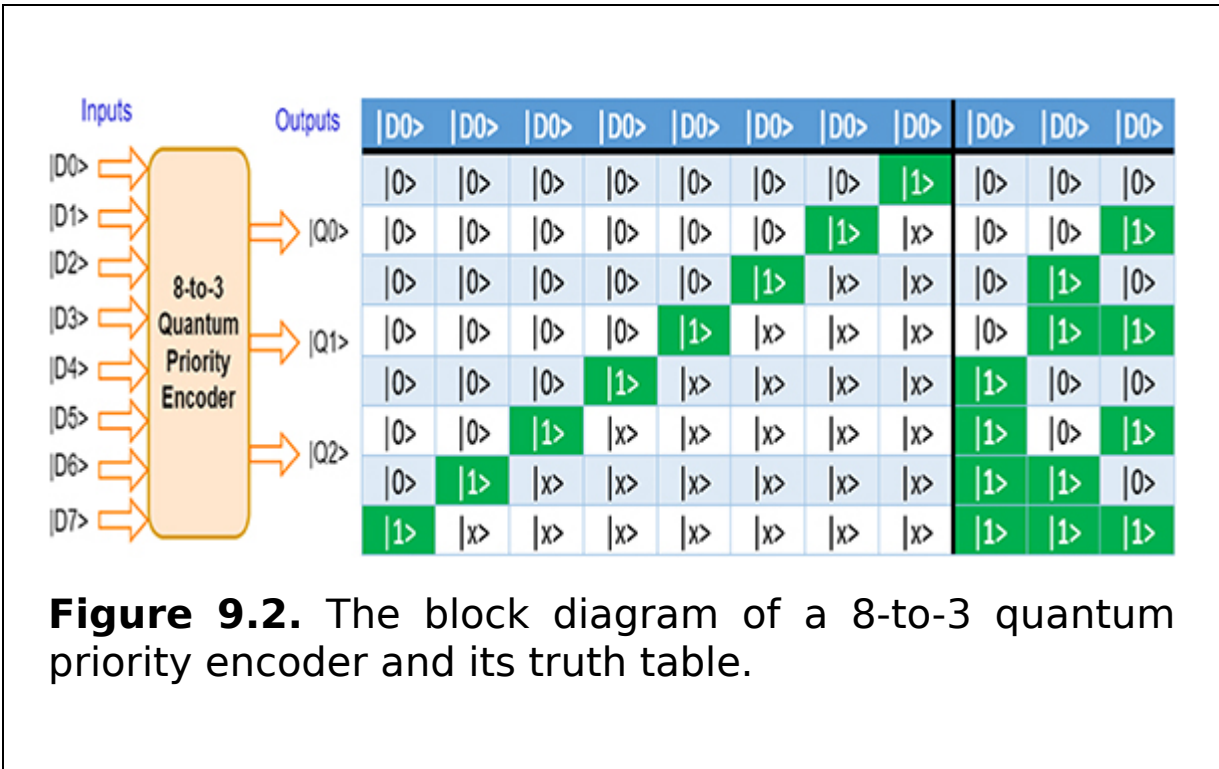 Inputs
Outputs
|D0>
|D1>
|D2>
|D3>
|D4>
|D5>
|D6>
|D7>
8-to-3
Quantum
Priority
Encoder
|Q0>
|Q1>
|Q2>
|D0> |D0> |D0> |D0> |D0> |D0> |D0> |D0> |D0> |D0> |D0>
|0> |0> |0> |0> |0> |0> |0> |1> |0> |0> |0>
|0> |0> |0> |0> |0> |0> |1> |x> |0> |0> |1>
|0> |0> |0> |0> |0> |1> |x> |x> |0> |1> |0>
|0> |0> |0> |0> |1> |x> |x> |x> |0> |1> |1>
|0> |0> |0> |1> |x> |x> |x> |x> |1> |0> |0>
|0> |0> |1> |x> |x> |x> |x> |x> |1> |0> |1>
|0> |1> |x> |x> |x> |x> |x> |x> |1> |1> |0>
|1> |x> |x> |x> |x> |x> |x> |x> |1> |1> |1>
Figure 9.2. The block diagram of a 8-to-3 quantum
priority encoder and its truth table.